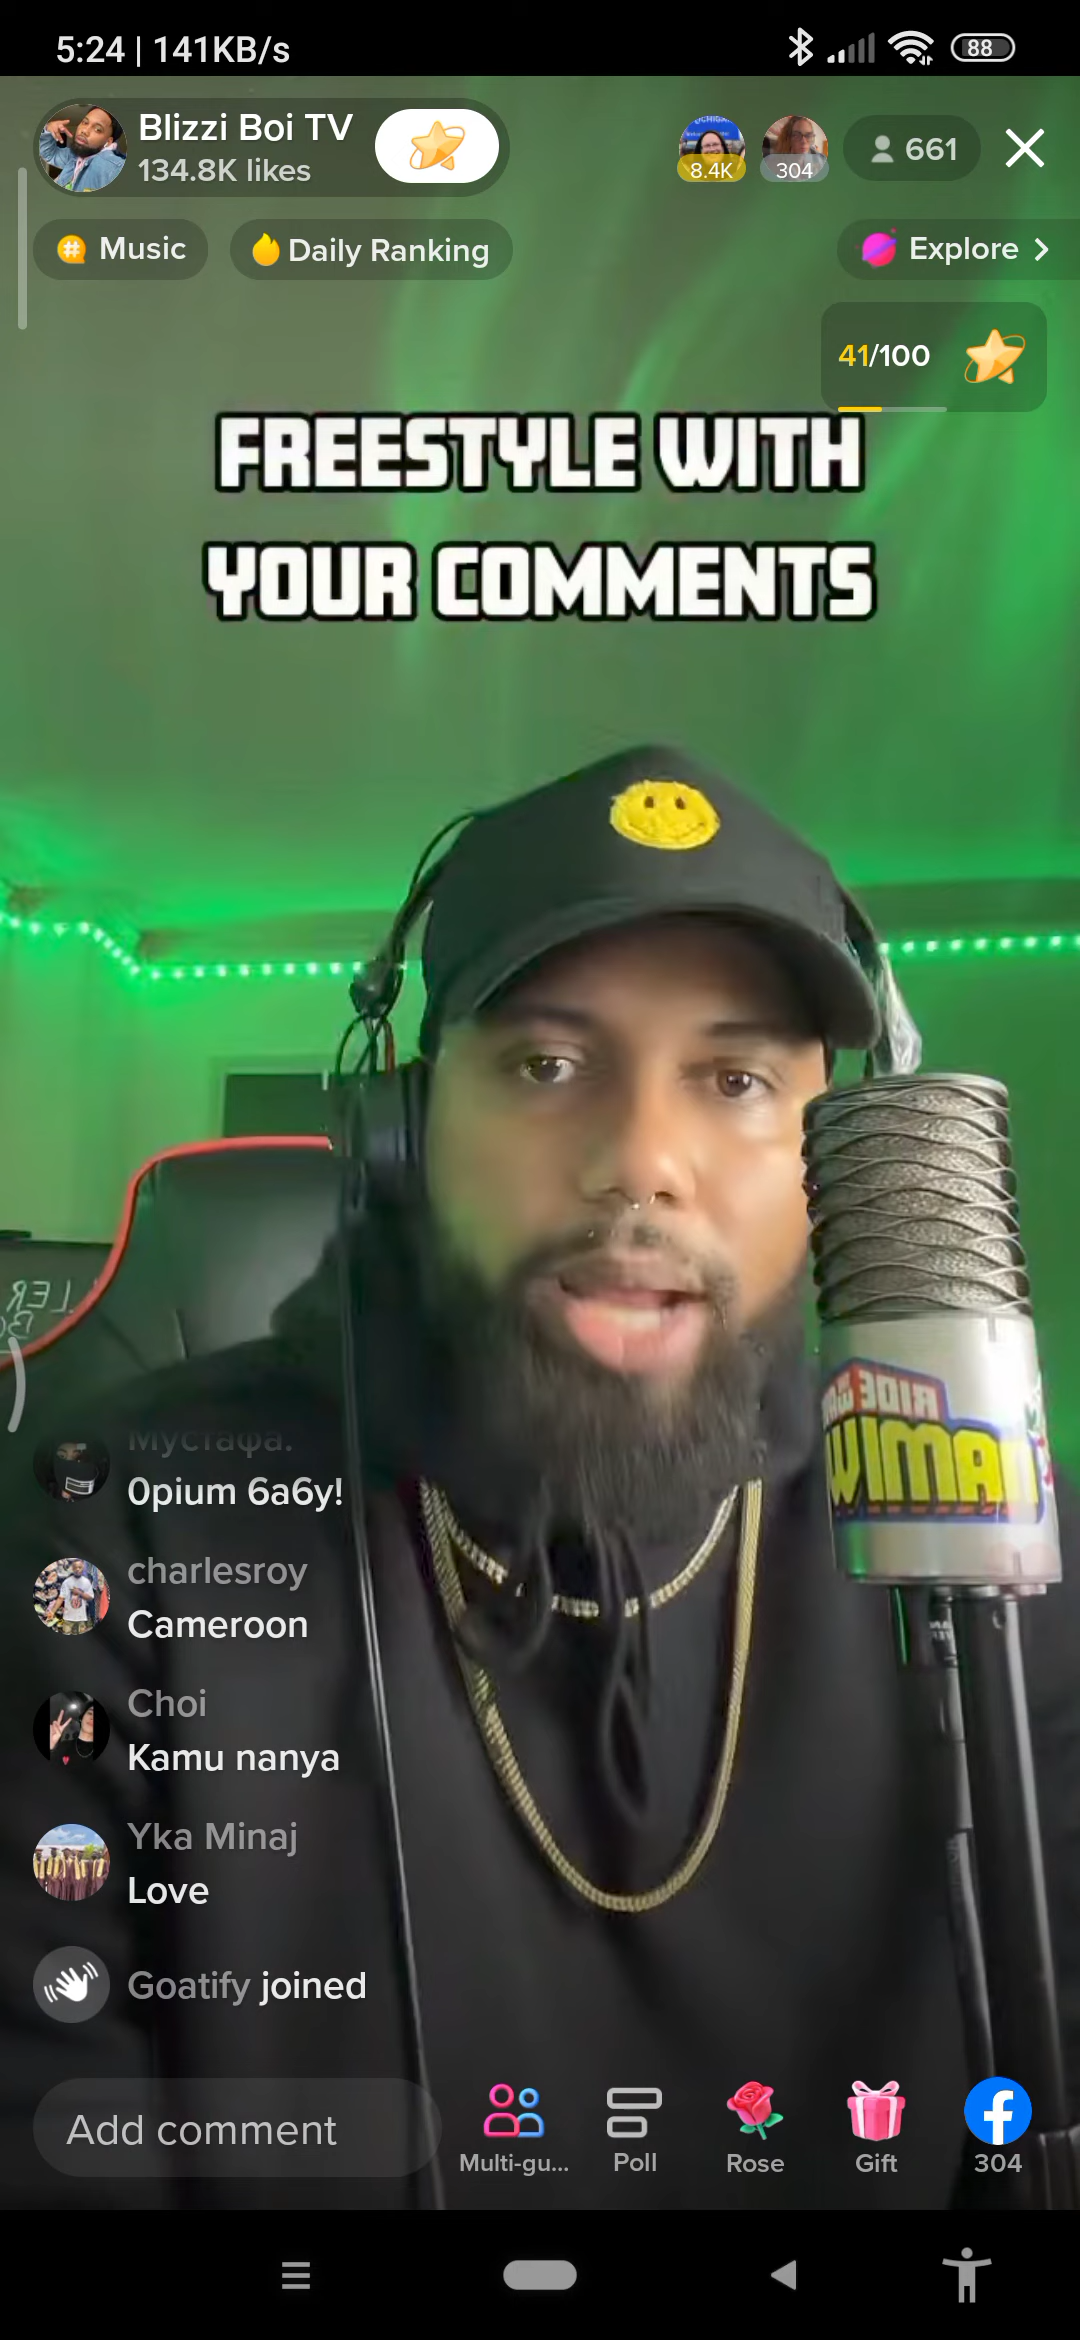 5:24 | 141KB/s
88
Blizzi Boi TV
134.8K likes
8.4K
304
661
Music
Daily Ranking
Explore
41/100
FREESTYLE WITH
YOUR COMMENTS
Мустафа.
0pium 6a6y!
charlesroy
Cameroon
Choi
Kamu nanya
Yka Minaj
Love
Goatify joined
Add comment
Multi-gu...
Poll
Rose
Gift
304